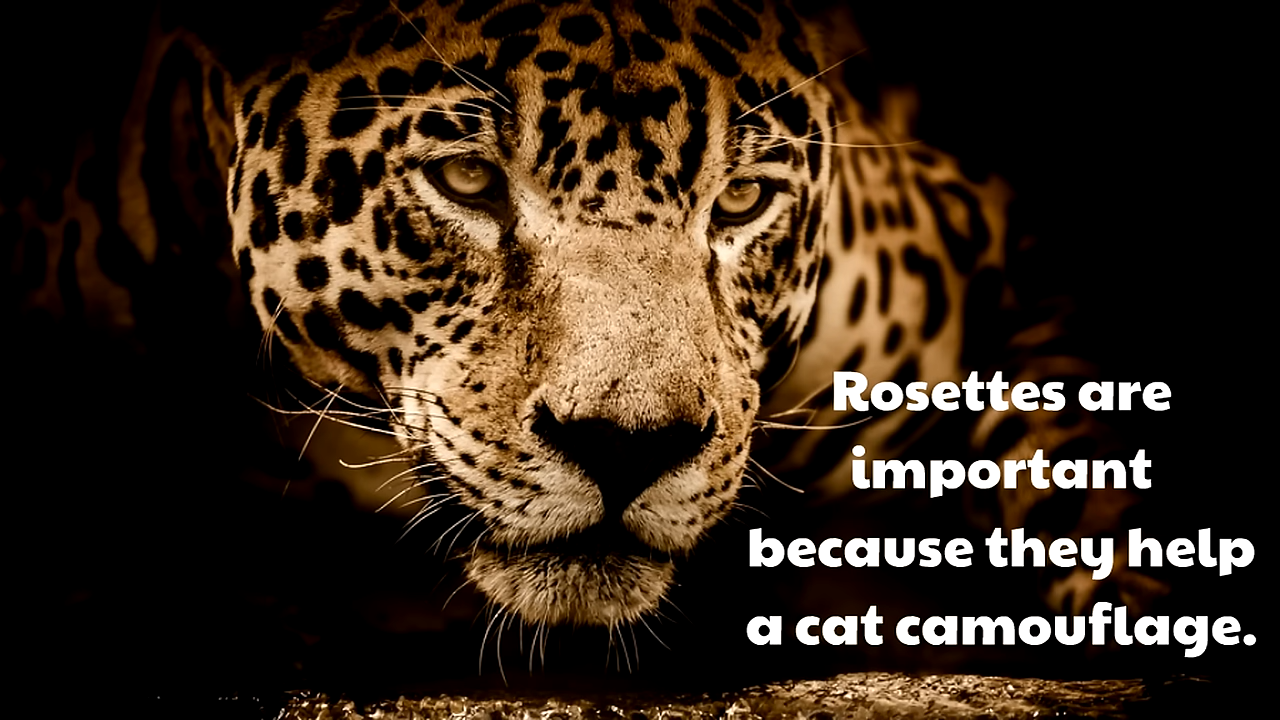 Rosettes are
important
because they help
a cat camouflage.